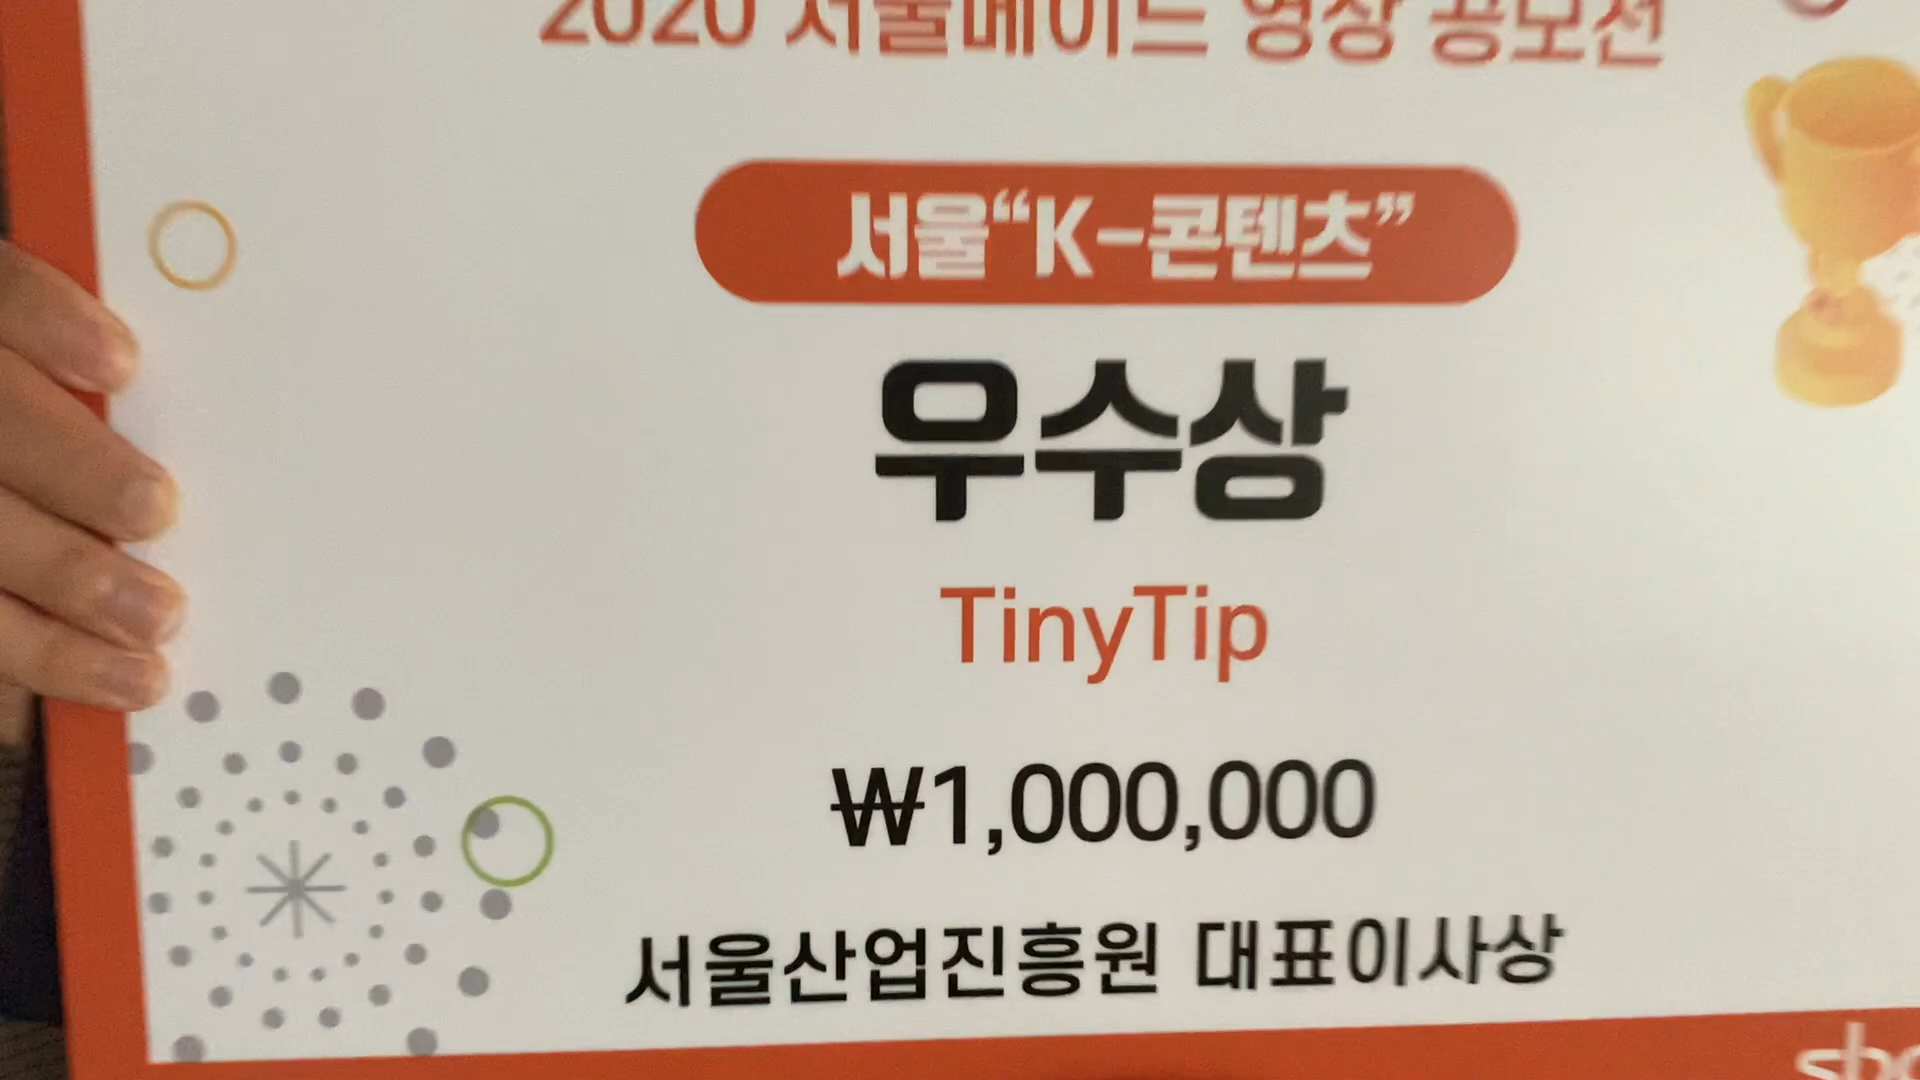 2020 서울메이드 영상 공모전
서울“K-콘텐츠”
우수상
TinyTip
₩1,000,000
서울산업진흥원 대표이사상